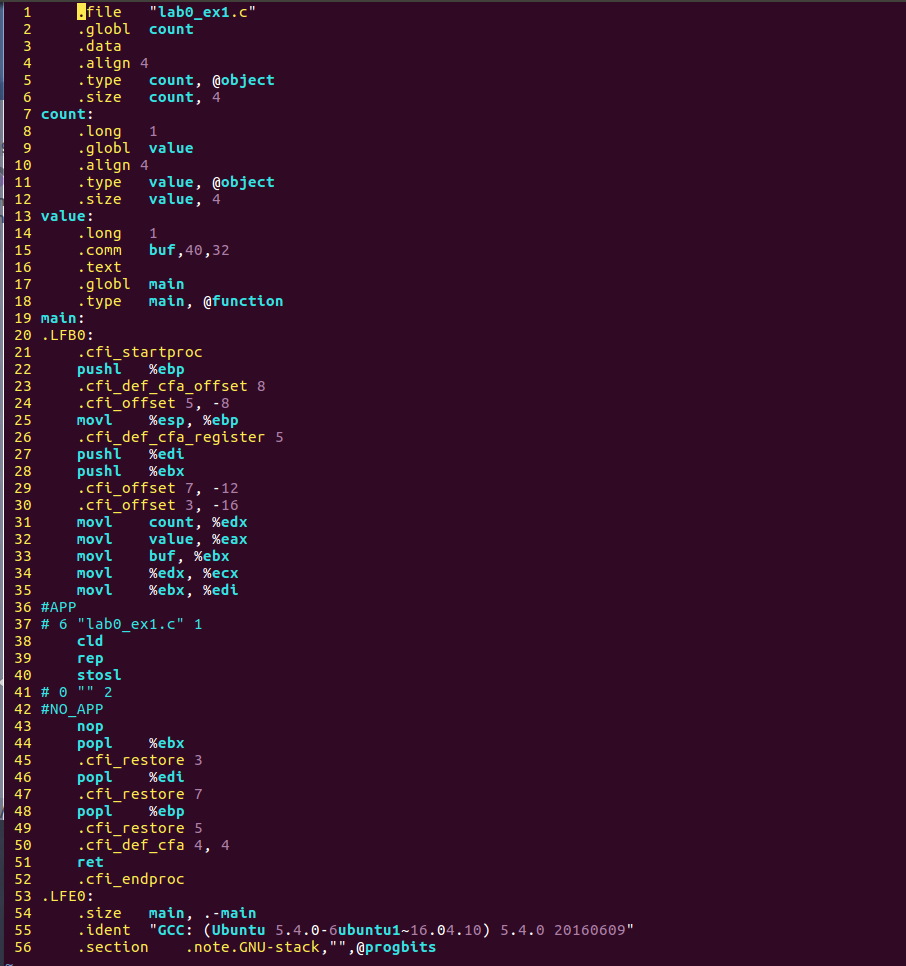 1     .file   "lab0_ex1.c"
2     .globl  count
3     .data
4     .align 4
5     .type   count, @object
6     .size   count, 4
7 count:
8     .long   1
9     .globl  value
10     .align 4
11     .type   value, @object
12     .size   value, 4
13 value:
14     .long   1
15     .comm   buf,40,32
16     .text
17     .globl  main
18     .type   main, @function
19 main:
20 .LFB0:
21     .cfi_startproc
22     pushl   %ebp
23     .cfi_def_cfa_offset 8
24     .cfi_offset 5, -8
25     movl    %esp, %ebp
26     .cfi_def_cfa_register 5
27     pushl   %edi
28     pushl   %ebx
29     .cfi_offset 7, -12
30     .cfi_offset 3, -16
31     movl    count, %edx
32     movl    value, %eax
33     movl    buf, %ebx
34     movl    %edx, %ecx
35     movl    %ebx, %edi
36 #APP
37 # 6 "lab0_ex1.c" 1
38     cld
39     rep
40     stosl
41 # 0 "" 2
42 #NO_APP
43     nop
44     popl    %ebx
45     .cfi_restore 3
46     popl    %edi
47     .cfi_restore 7
48     popl    %ebp
49     .cfi_restore 5
50     .cfi_def_cfa 4, 4
51     ret
52     .cfi_endproc
53 .LFE0:
54     .size   main, .-main
55     .ident  "GCC: (Ubuntu 5.4.0-6ubuntu1~16.04.10) 5.4.0 20160609"
56     .section    .note.GNU-stack,"",@progbits
~